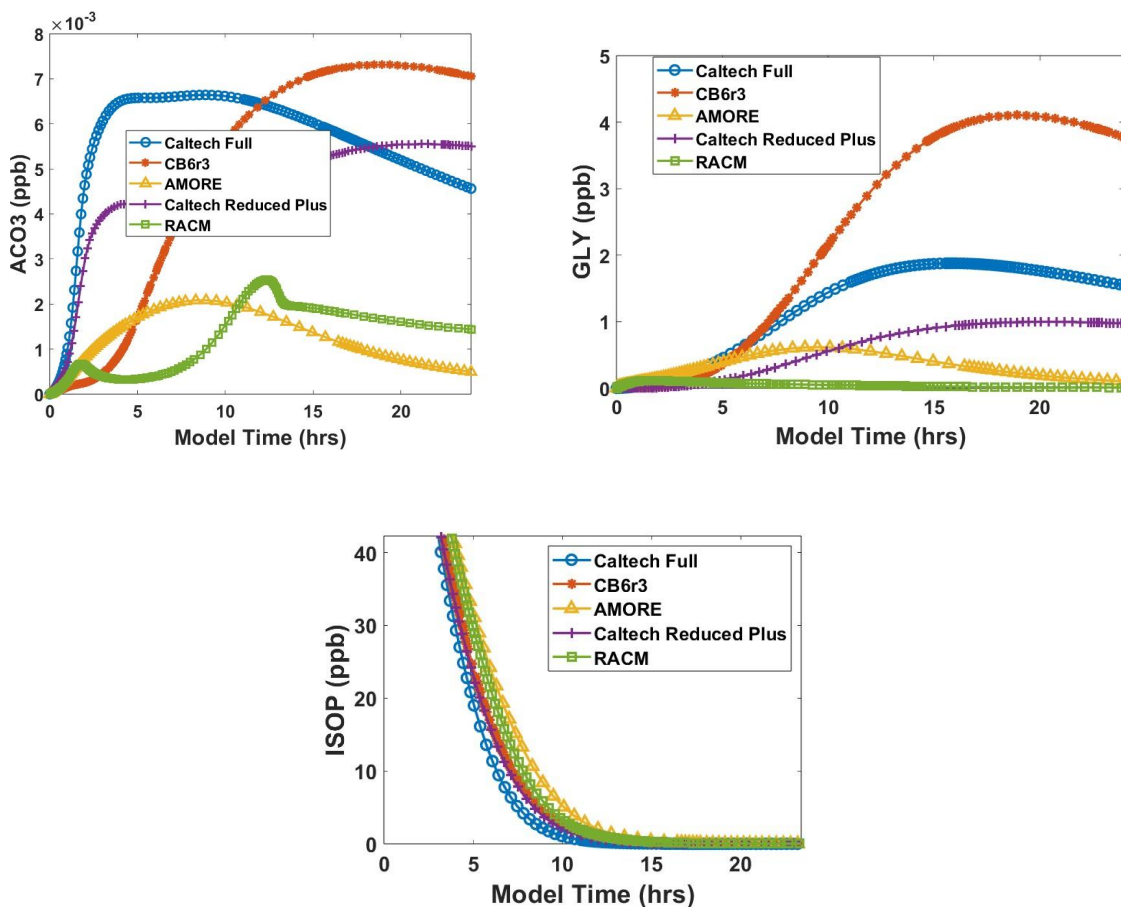 ×10⁻³
8
7
6
5
4
3
2
1
0
0 5 10 15 20
ACO3 (ppb)
Model Time (hrs)
Caltech Full
CB6r3
AMORE
Caltech Reduced Plus
RACM
5
4
3
2
1
0
0 5 10 15 20
GLY (ppb)
Model Time (hrs)
Caltech Full
CB6r3
AMORE
Caltech Reduced Plus
RACM
40
30
20
10
0
0 5 10 15 20
ISOP (ppb)
Model Time (hrs)
Caltech Full
CB6r3
AMORE
Caltech Reduced Plus
RACM